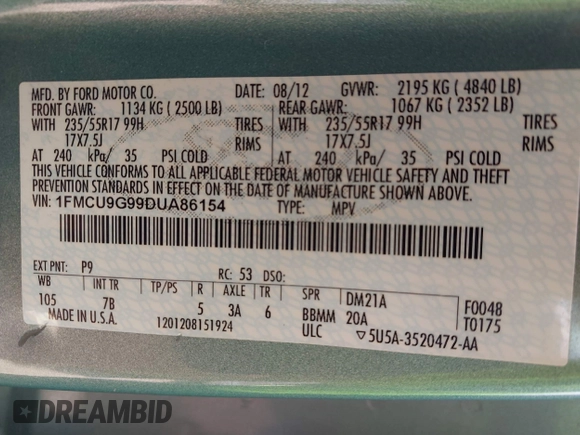 MFD. BY FORD MOTOR CO. DATE: 08/12 GVWR: 2195 KG ( 4840 LB)
FRONT GAWR: 1134 KG ( 2500 LB) REAR GAWR: 1067 KG ( 2352 LB)
WITH 235/55R17 99H TIRES WITH 235/55R17 99H TIRES
17X7.5J RIMS 17X7.5J RIMS
AT 240 kPa/ 35 PSI COLD AT 240 kPa/ 35 PSI COLD
THIS VEHICLE CONFORMS TO ALL APPLICABLE FEDERAL MOTOR VEHICLE SAFETY AND THEFT
PREVENTION STANDARDS IN EFFECT ON THE DATE OF MANUFACTURE SHOWN ABOVE.
VIN: 1FMCU9G99DUA86154 TYPE: MPV
EXT PNT: P9 RC: 53 DSO:
WB INT TR TP/PS R AXLE TR SPR DM21A F0048
105 7B 5 3A 6 BBMM 20A T0175
MADE IN U.S.A. 1201208151924 ULC ▽5U5A-3520472-AA
DREAMBID